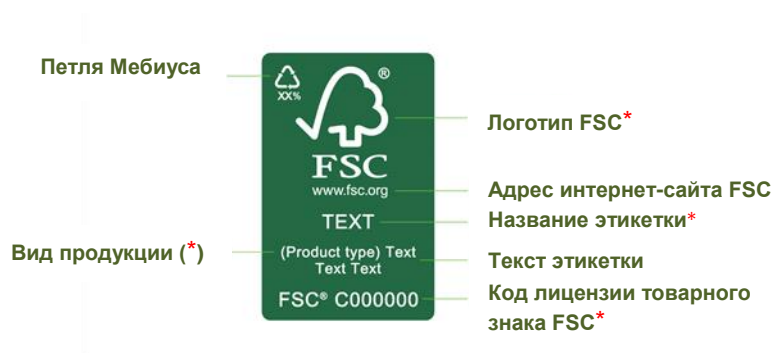 Петля Мебиуса
XX%
®
FSC
www.fsc.org
TEXT
(Product type) Text
Text Text
FSC® C000000
Логотип FSC*
Адрес интернет-сайта FSC
Название этикетки*
Вид продукции (*)
Текст этикетки
Код лицензии товарного
знака FSC*